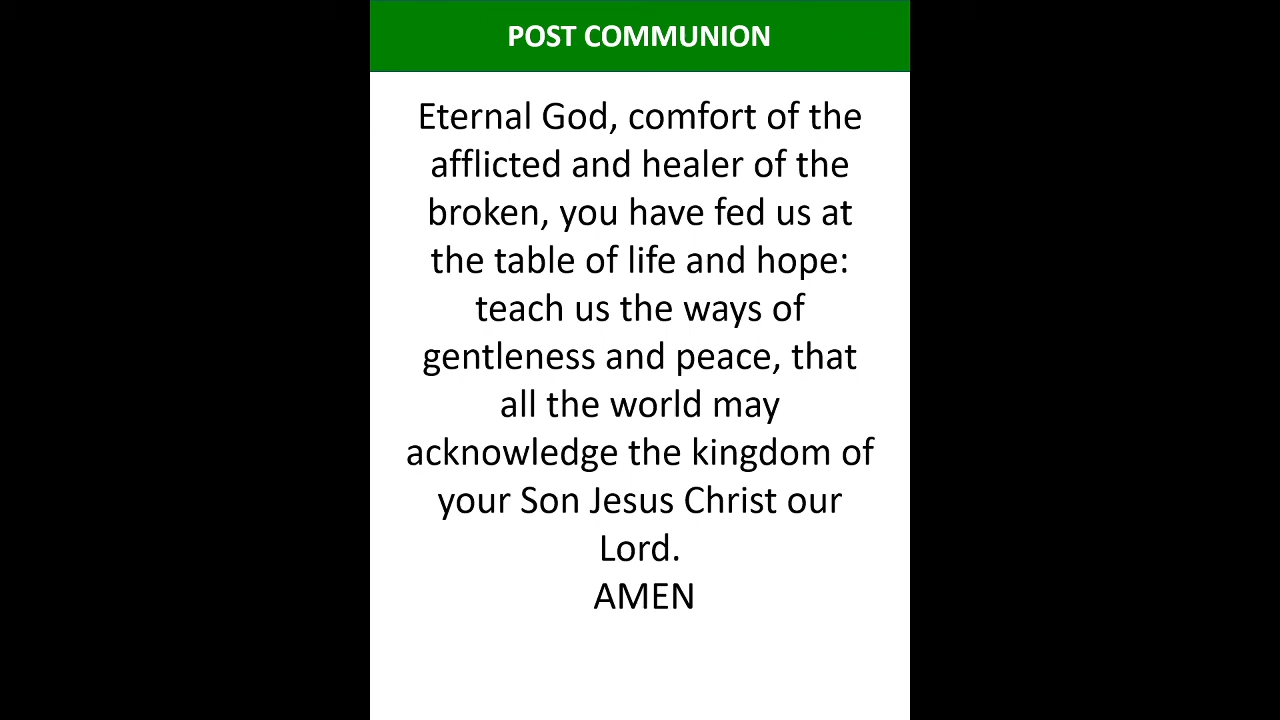 POST COMMUNION
Eternal God, comfort of the
afflicted and healer of the
broken, you have fed us at
the table of life and hope:
teach us the ways of
gentleness and peace, that
all the world may
acknowledge the kingdom of
your Son Jesus Christ our
Lord.
AMEN